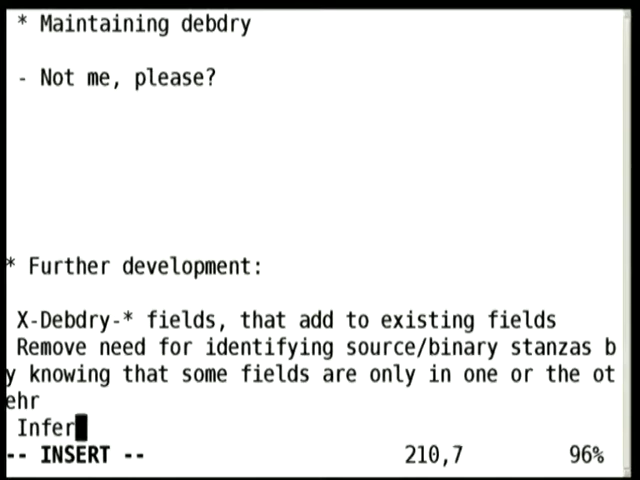 * Maintaining debdry
- Not me, please?
* Further development:
X-Debdry-* fields, that add to existing fields
Remove need for identifying source/binary stanzas b
y knowing that some fields are only in one or the ot
ehr
Infer
-- INSERT -- 210,7 96%